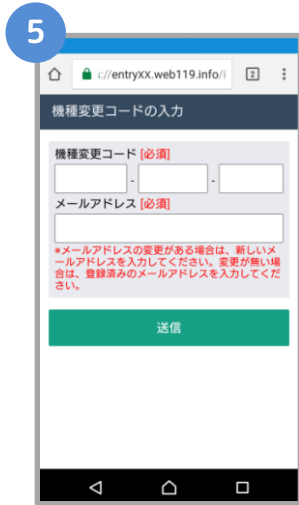 5
://entryXX.web119.info/i
2
機種変更コードの入力
機種変更コード [必須]
- -
メールアドレス [必須]
※メールアドレスの変更がある場合は、新しいメ
ールアドレスを入力してください。変更が無い場
合は、登録済みのメールアドレスを入力してくだ
さい。
送信